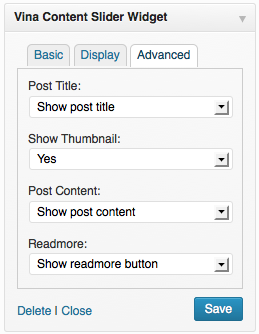 Vina Content Slider Widget
Basic Display Advanced
Post Title:
Show post title
Show Thumbnail:
Yes
Post Content:
Show post content
Readmore:
Show readmore button
Delete | Close Save